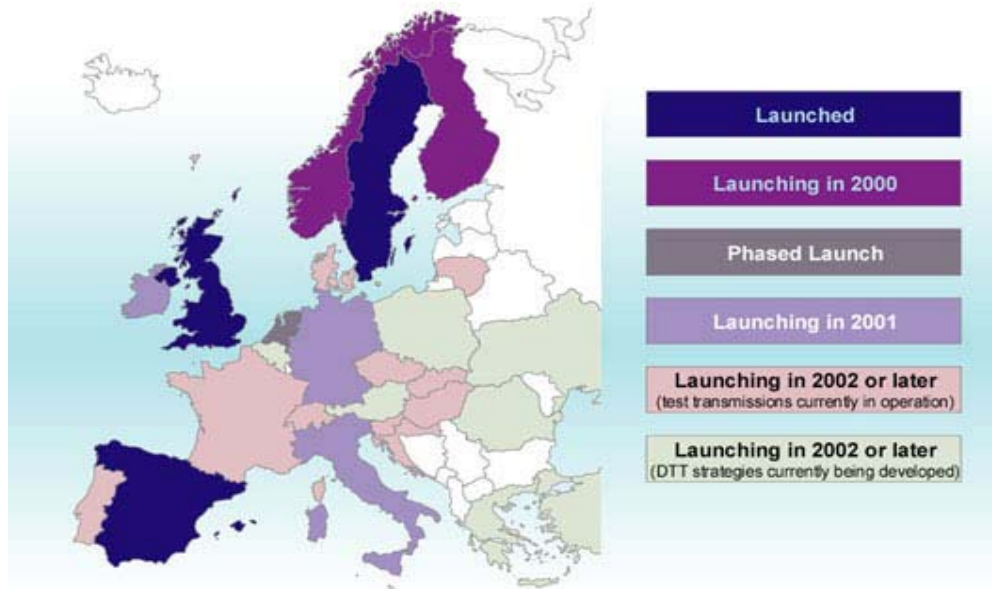 Launched
Launching in 2000
Phased Launch
Launching in 2001
Launching in 2002 or later
(test transmissions currently in operation)
Launching in 2002 or later
(DTT strategies currently being developed)